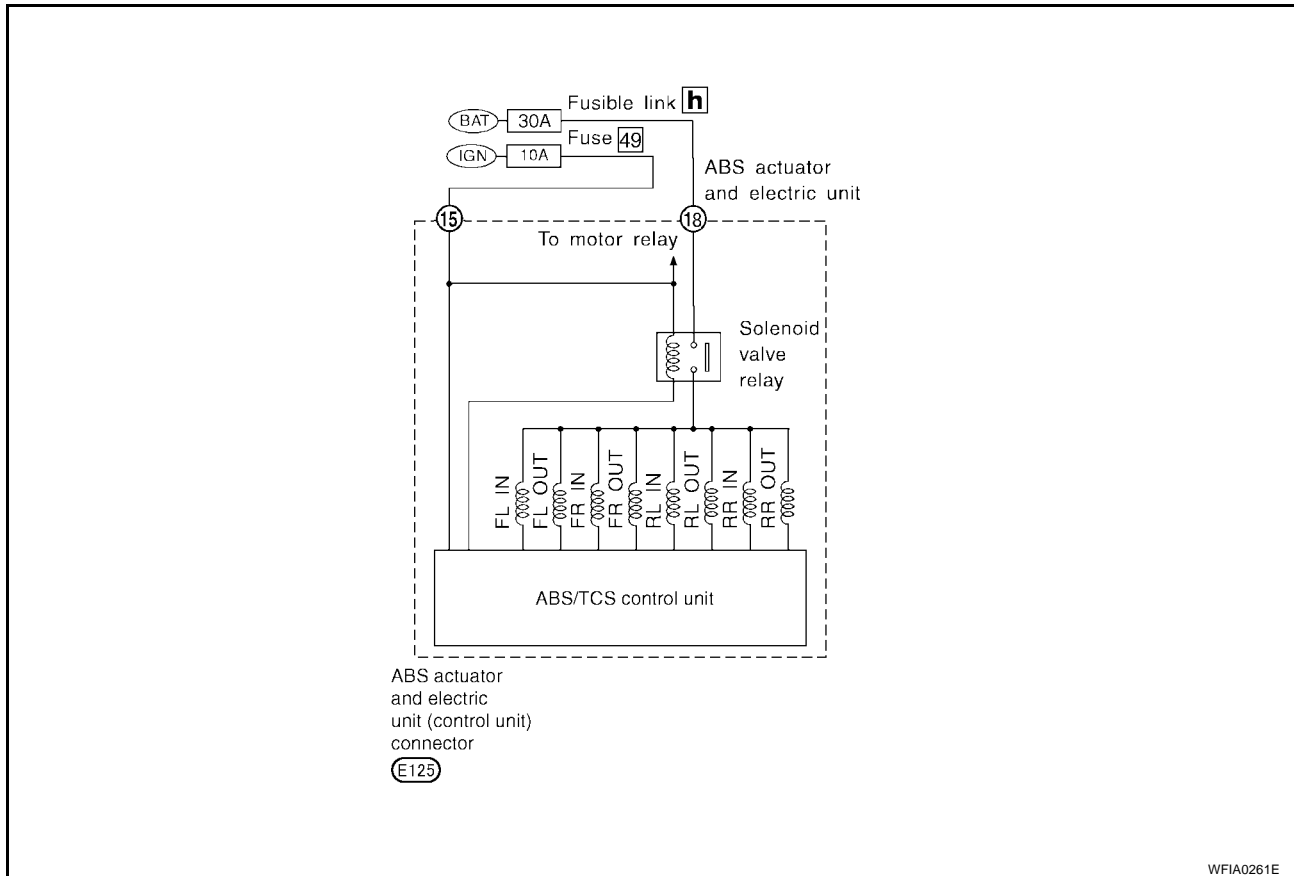 Fusible link h
BAT 30A
Fuse 49
IGN 10A
ABS actuator
and electric unit
15
18
To motor relay
Solenoid
valve
relay
FL IN
FL OUT
FR IN
FR OUT
RL IN
RL OUT
RR IN
RR OUT
ABS/TCS control unit
ABS actuator
and electric
unit (control unit)
connector
E125
WFIA0261E